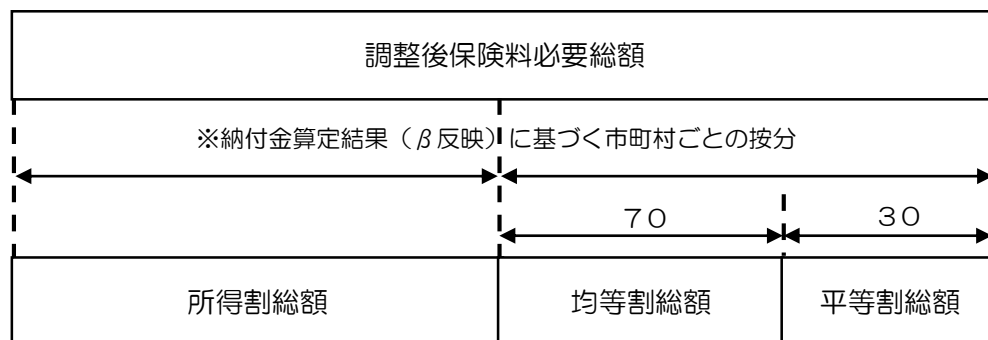 調整後保険料必要総額
※納付金算定結果（β反映）に基づく市町村ごとの按分
７０ ３０
所得割総額 均等割総額 平等割総額